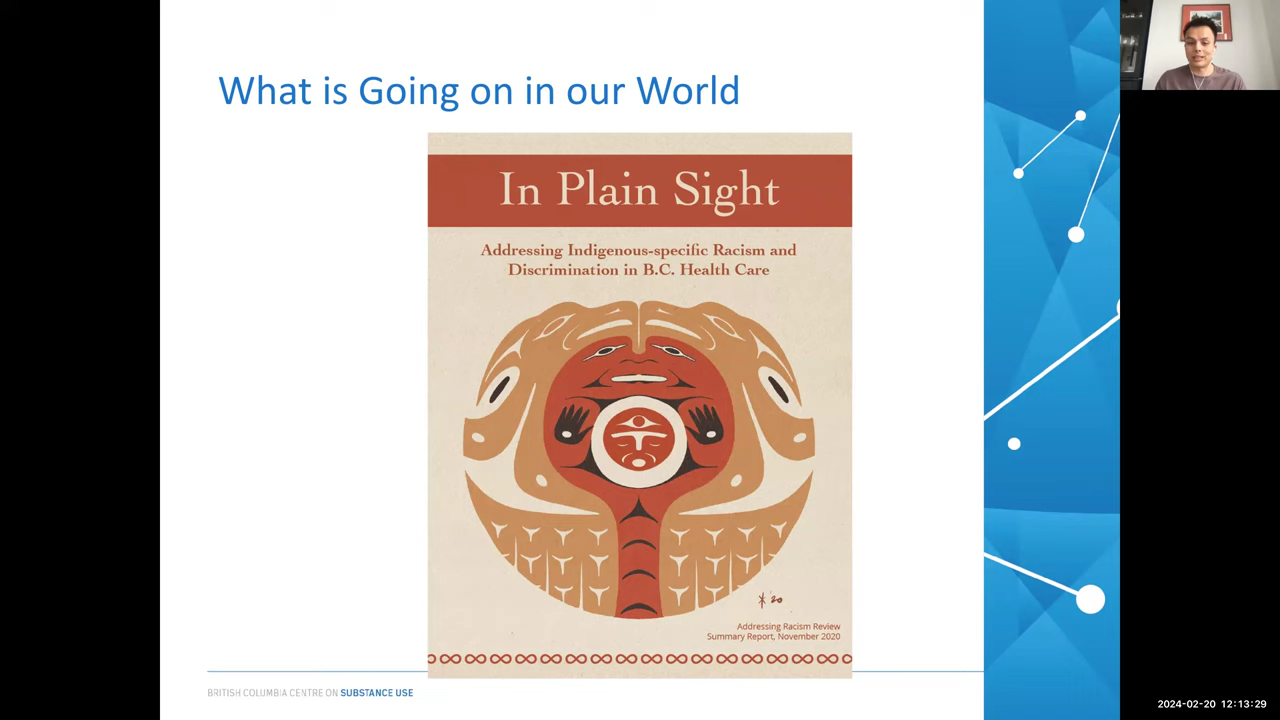 What is Going on in our World
In Plain Sight
Addressing Indigenous-specific Racism and
Discrimination in B.C. Health Care
'20
Addressing Racism Review
Summary Report, November 2020
BRITISH COLUMBIA CENTRE ON SUBSTANCE USE
2024-02-20 12:13:29